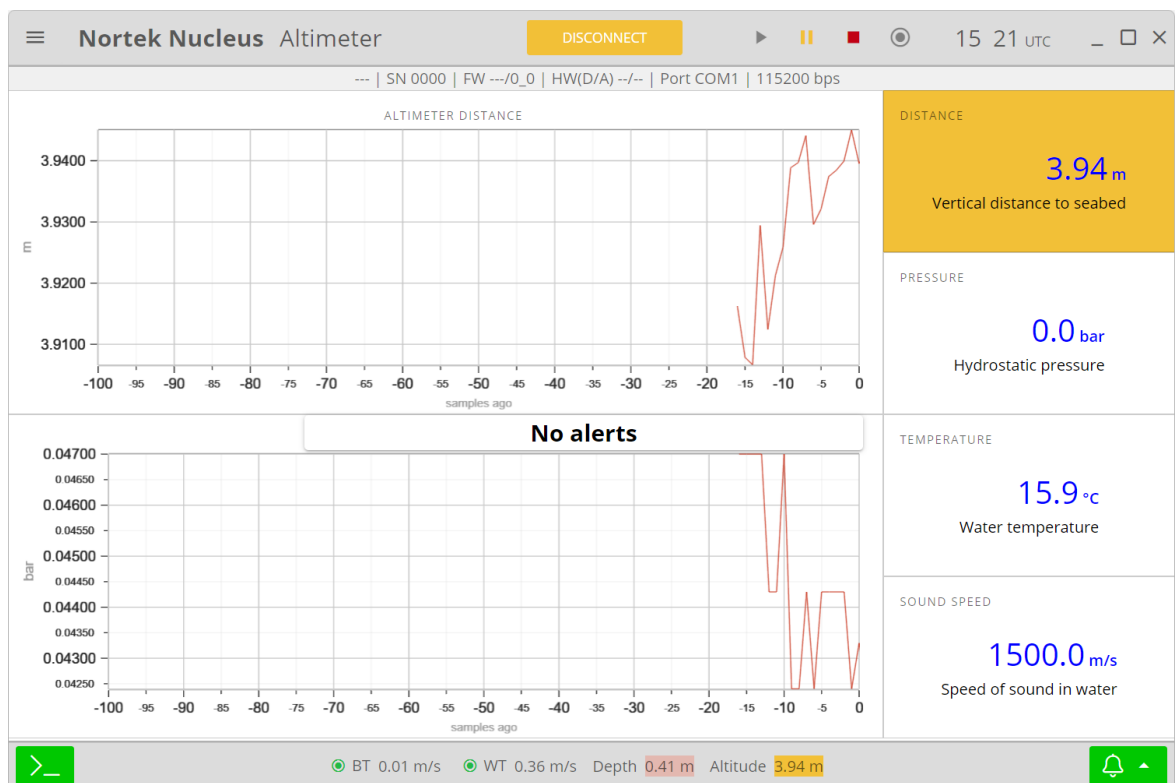 Nortek Nucleus Altimeter
DISCONNECT
15 21 UTC
--- | SN 0000 | FW ---/0_0 | HW(D/A) --/-- | Port COM1 | 115200 bps
ALTIMETER DISTANCE
3.9400
3.9300
3.9200
3.9100
m
-100 -95 -90 -85 -80 -75 -70 -65 -60 -55 -50 -45 -40 -35 -30 -25 -20 -15 -10 -5 0
samples ago
DISTANCE
3.94 m
Vertical distance to seabed
PRESSURE
0.0 bar
Hydrostatic pressure
No alerts
0.04700
0.04650
0.04600
0.04550
0.04500
0.04450
0.04400
0.04350
0.04300
0.04250
bar
-100 -95 -90 -85 -80 -75 -70 -65 -60 -55 -50 -45 -40 -35 -30 -25 -20 -15 -10 -5 0
samples ago
TEMPERATURE
15.9 °C
Water temperature
SOUND SPEED
1500.0 m/s
Speed of sound in water
BT 0.01 m/s WT 0.36 m/s Depth 0.41 m Altitude 3.94 m